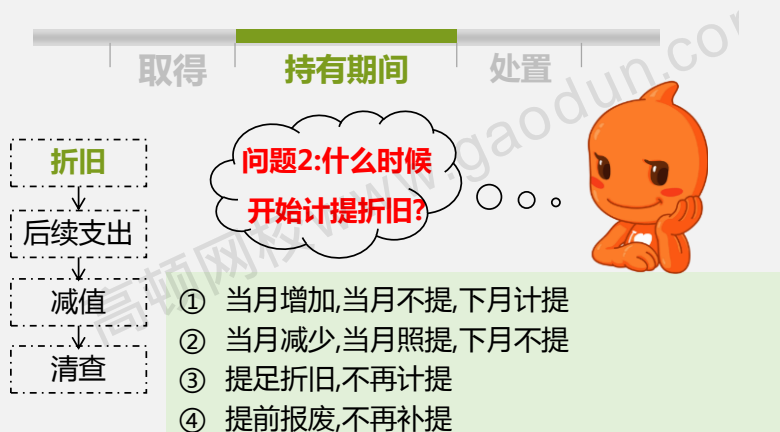 取得
持有期间
处置
折旧
后续支出
减值
清查
问题2:什么时候
开始计提折旧?
① 当月增加,当月不提,下月计提
② 当月减少,当月照提,下月不提
③ 提足折旧,不再计提
④ 提前报废,不再补提
高顿网校www.gaodun.co